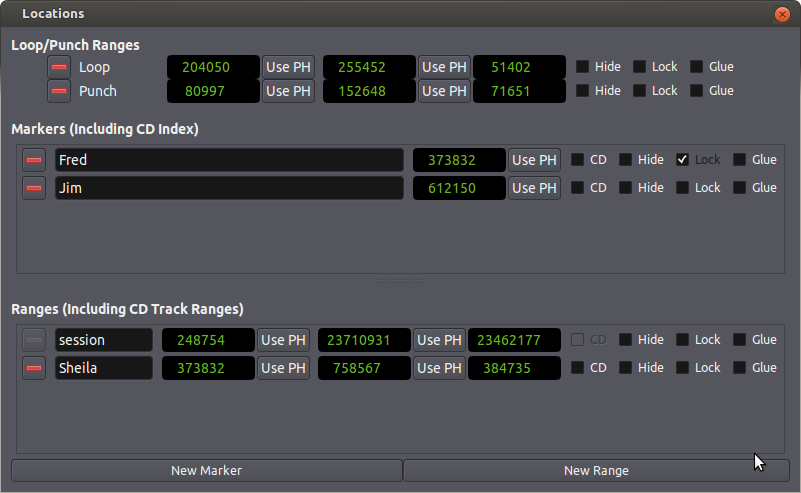 Locations
Loop/Punch Ranges
Loop 204050 Use PH 255452 Use PH 51402 Hide Lock Glue
Punch 80997 Use PH 152648 Use PH 71651 Hide Lock Glue
Markers (Including CD Index)
Fred 373832 Use PH CD Hide Lock Glue
Jim 612150 Use PH CD Hide Lock Glue
Ranges (Including CD Track Ranges)
session 248754 Use PH 23710931 Use PH 23462177 CD Hide Lock Glue
Sheila 373832 Use PH 758567 Use PH 384735 CD Hide Lock Glue
New Marker New Range